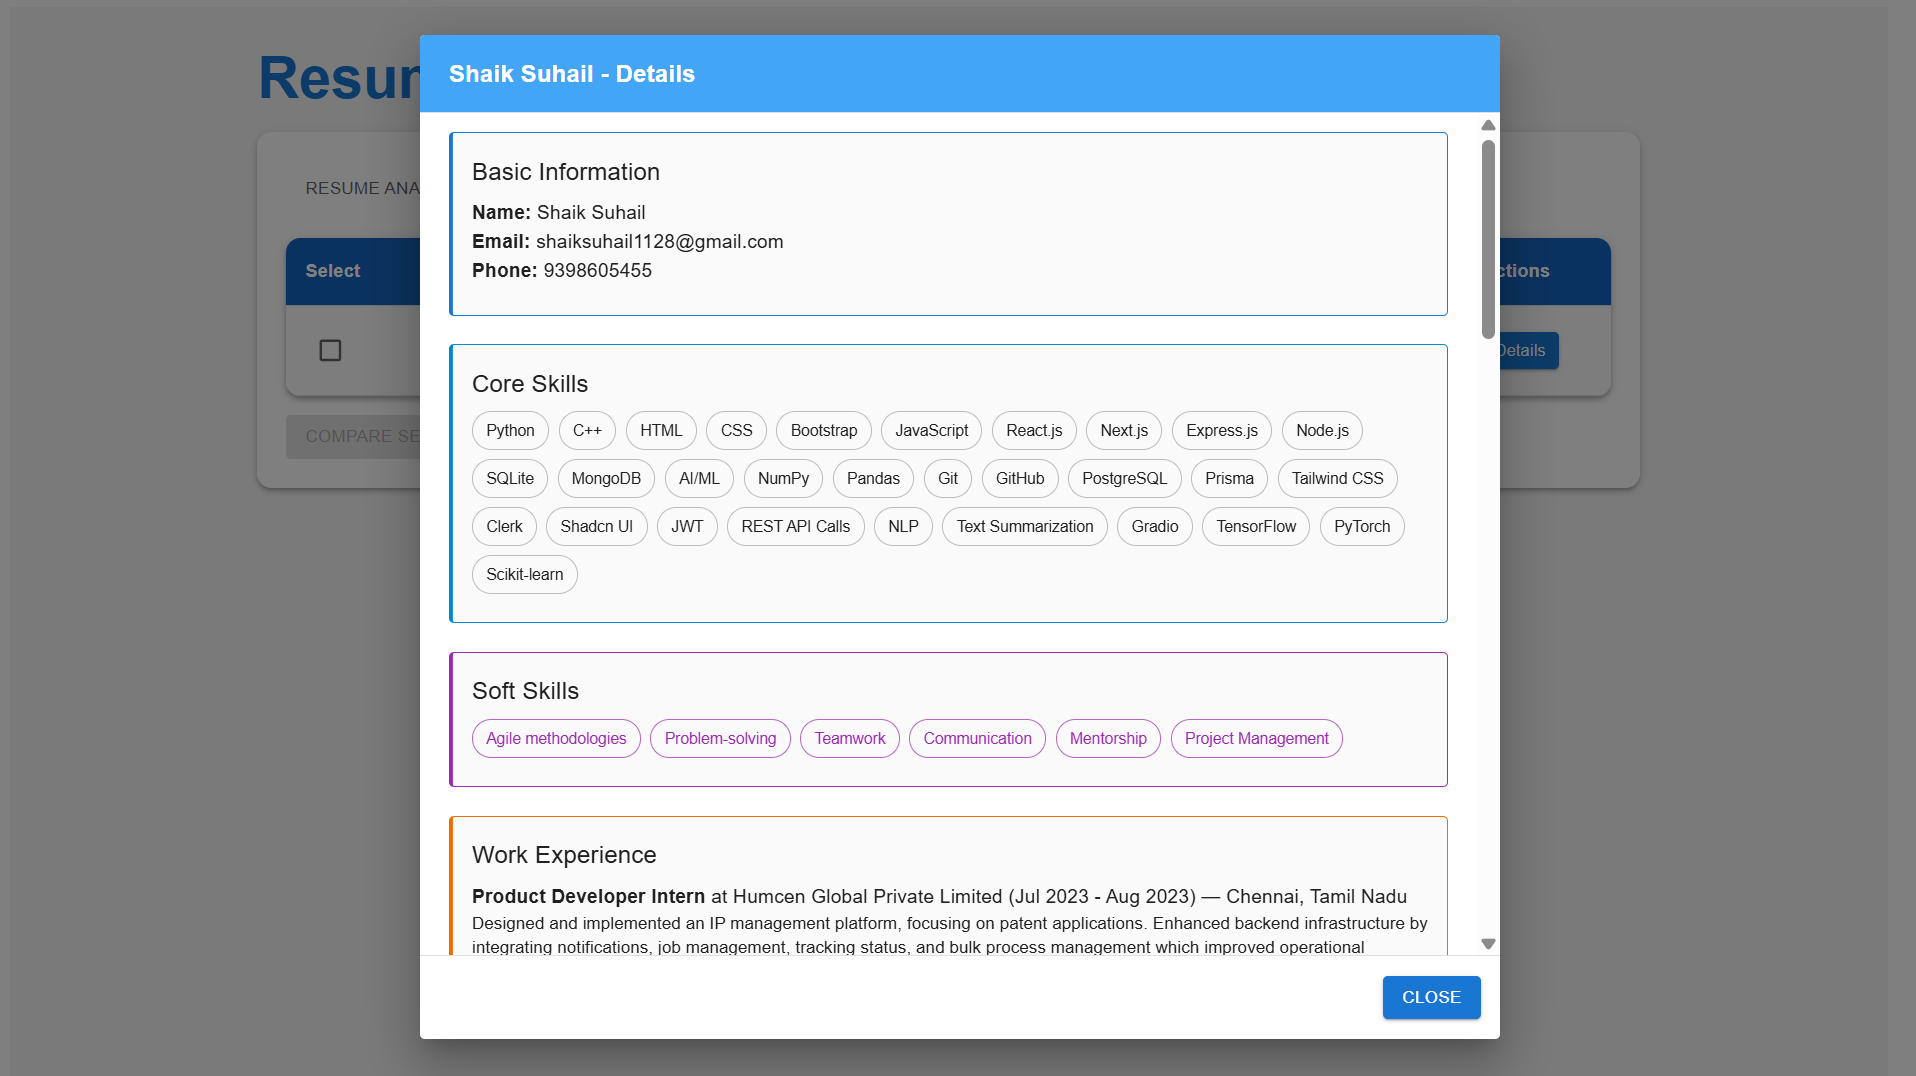 Shaik Suhail - Details
Basic Information
Name: Shaik Suhail
Email: shaiksuhail1128@gmail.com
Phone: 9398605455
Core Skills
Python C++ HTML CSS Bootstrap JavaScript React.js Next.js Express.js Node.js
SQLite MongoDB AI/ML NumPy Pandas Git GitHub PostgreSQL Prisma Tailwind CSS
Clerk Shadcn UI JWT REST API Calls NLP Text Summarization Gradio TensorFlow PyTorch
Scikit-learn
Soft Skills
Agile methodologies Problem-solving Teamwork Communication Mentorship Project Management
Work Experience
Product Developer Intern at Humcen Global Private Limited (Jul 2023 - Aug 2023) — Chennai, Tamil Nadu
Designed and implemented an IP management platform, focusing on patent applications. Enhanced backend infrastructure by
integrating notifications, job management, tracking status, and bulk process management which improved operational
CLOSE
RESUME
Select
Details
COMPARE